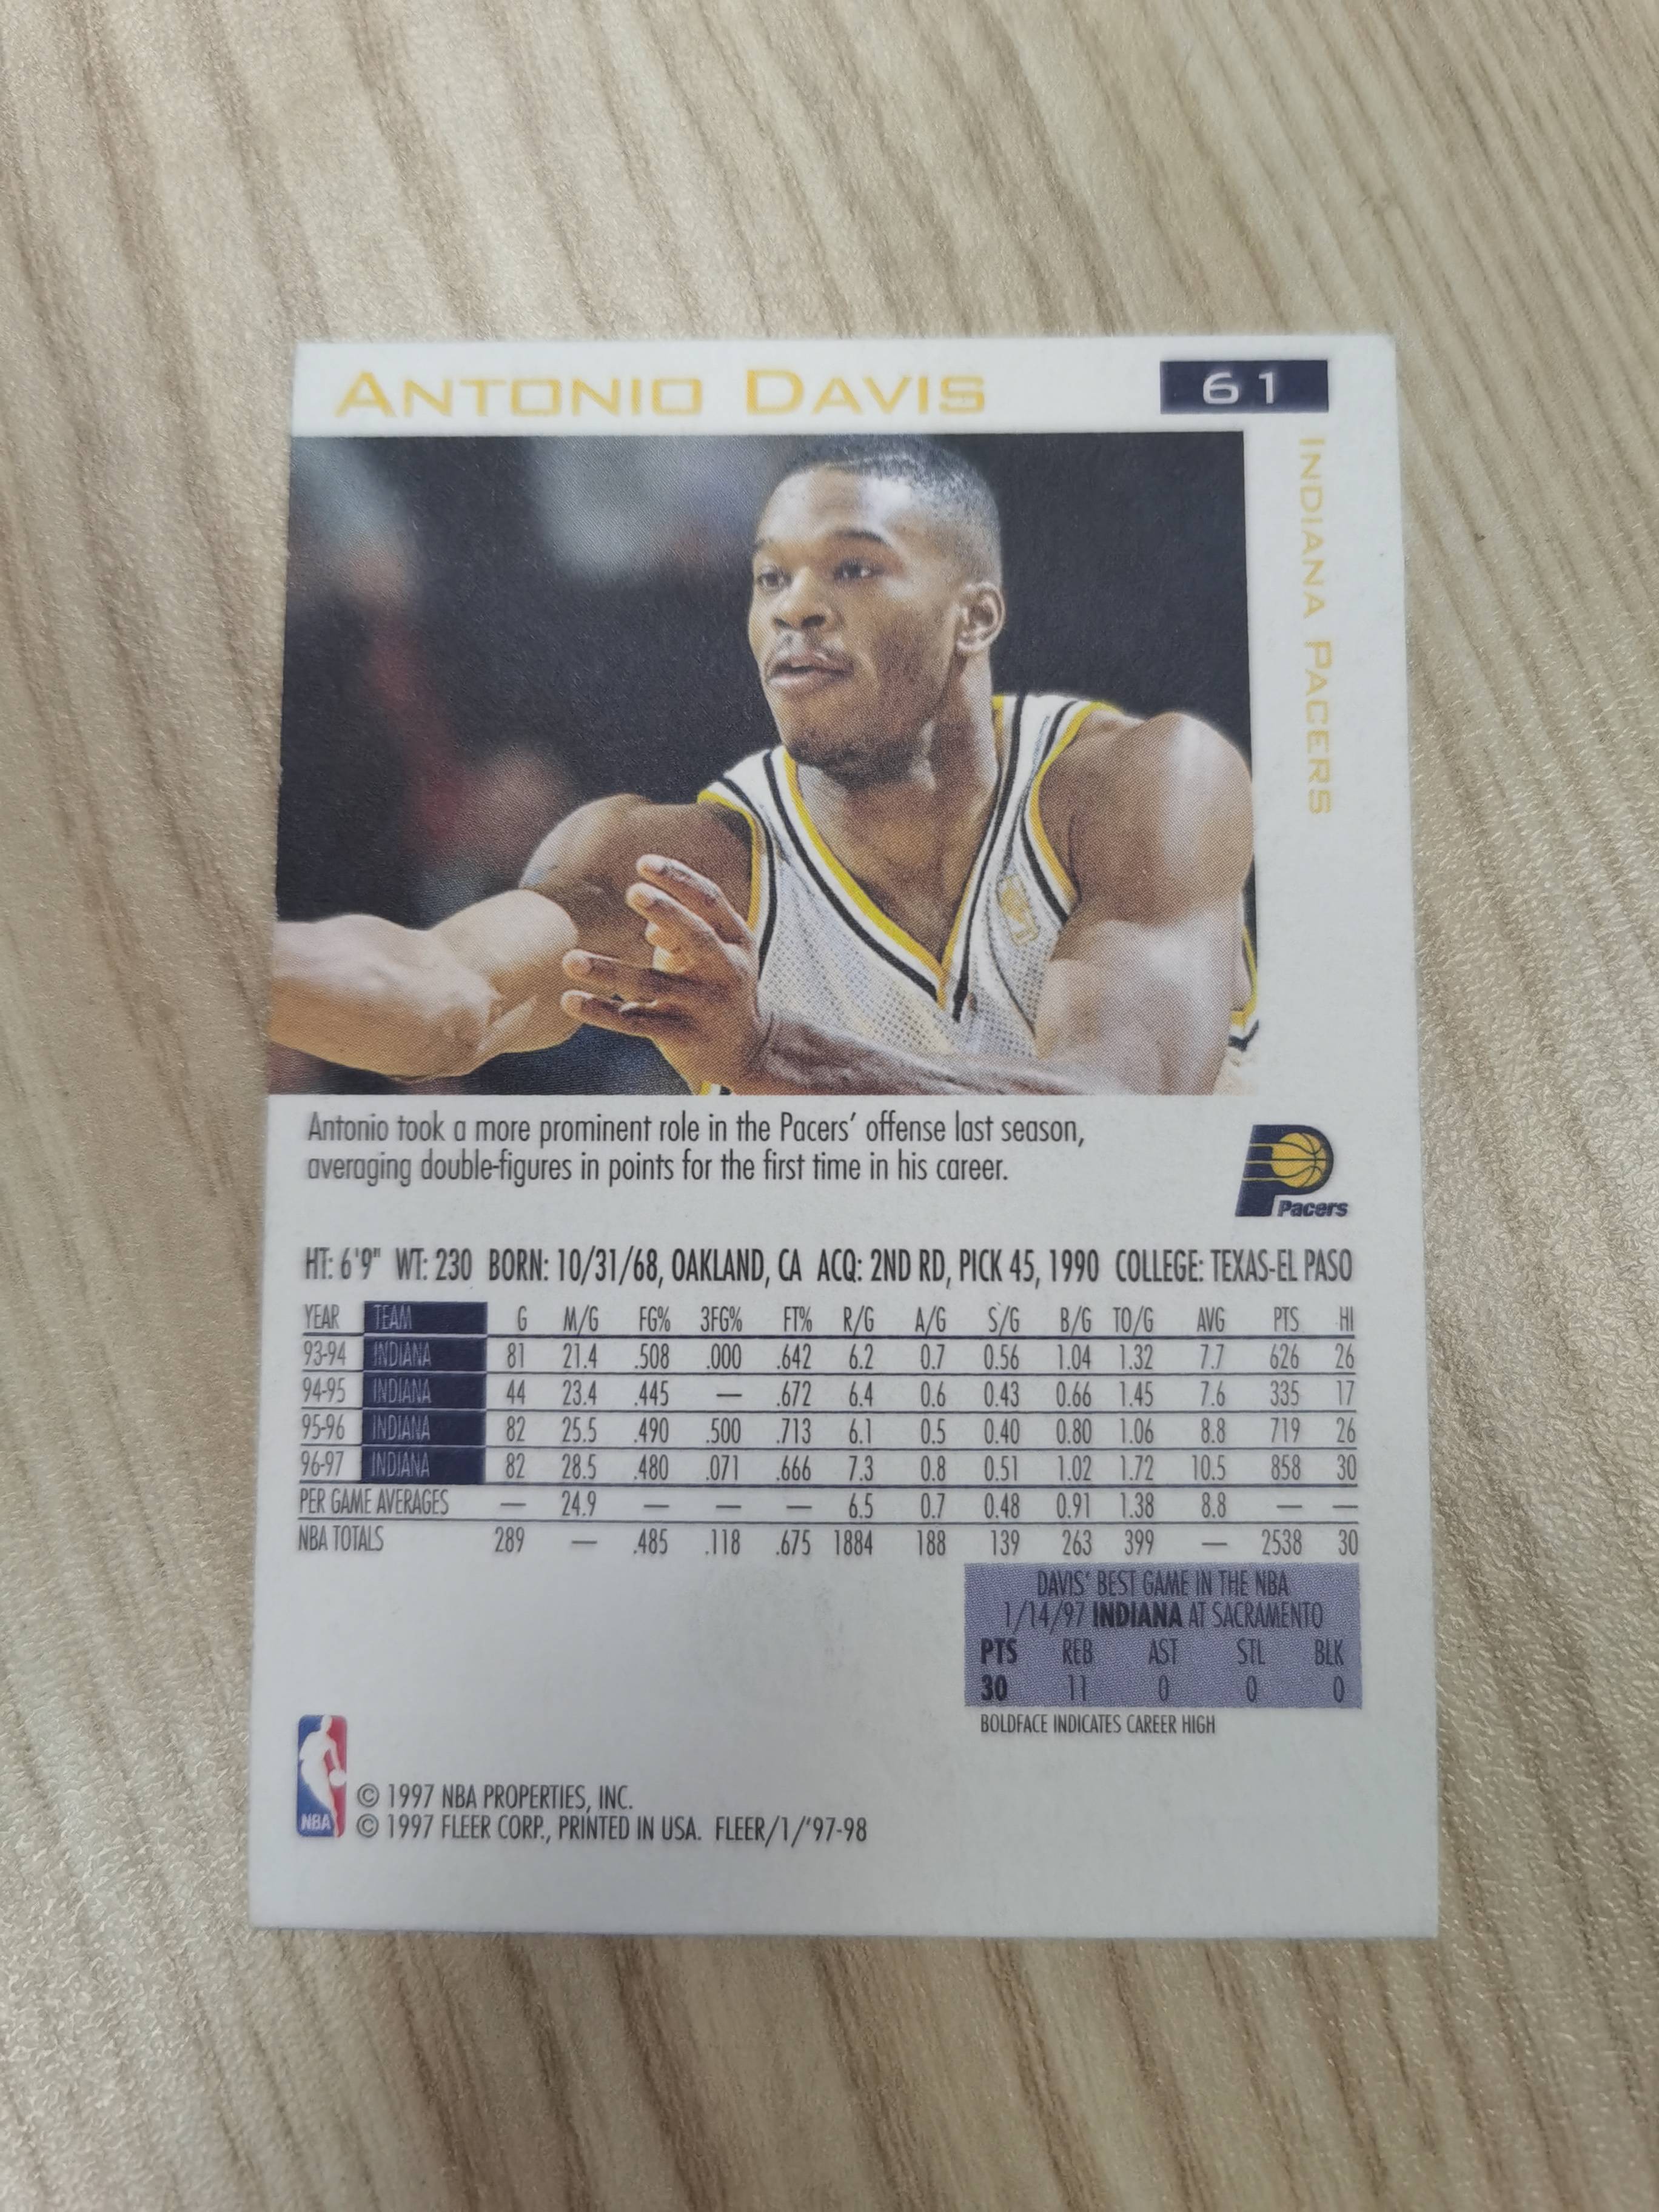 ANTONIO DAVIS
61
INDIANA PACERS
Antonio took a more prominent role in the Pacers' offense last season,
averaging double-figures in points for the first time in his career.
Pacers
HT: 6'9" WT: 230 BORN: 10/31/68, OAKLAND, CA ACQ: 2ND RD, PICK 45, 1990 COLLEGE: TEXAS-EL PASO
YEAR TEAM G M/G FG% 3FG% FT% R/G A/G S/G B/G TO/G AVG PTS HI
93-94 INDIANA 81 21.4 .508 .000 .642 6.2 0.7 0.56 1.04 1.32 7.7 626 26
94-95 INDIANA 44 23.4 .445 — .672 6.4 0.6 0.43 0.66 1.45 7.6 335 17
95-96 INDIANA 82 25.5 .490 .500 .713 6.1 0.5 0.40 0.80 1.06 8.8 719 26
96-97 INDIANA 82 28.5 .480 .071 .666 7.3 0.8 0.51 1.02 1.72 10.5 858 30
PER GAME AVERAGES — 24.9 — — — 6.5 0.7 0.48 0.91 1.38 8.8 — —
NBA TOTALS 289 — .485 .118 .675 1884 188 139 263 399 — 2538 30
DAVIS' BEST GAME IN THE NBA
1/14/97 INDIANA AT SACRAMENTO
PTS REB AST STL BLK
30 11 0 0 0
BOLDFACE INDICATES CAREER HIGH
NBA
© 1997 NBA PROPERTIES, INC.
© 1997 FLEER CORP., PRINTED IN USA. FLEER/1/'97-98